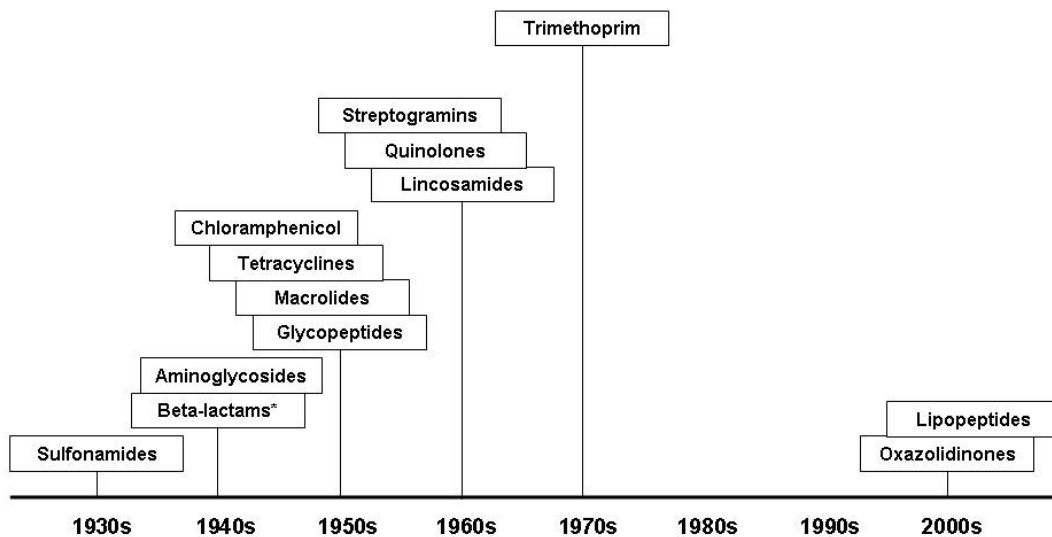 Trimethoprim
Streptogramins
Quinolones
Lincosamides
Chloramphenicol
Tetracyclines
Macrolides
Glycopeptides
Aminoglycosides
Beta-lactams*
Lipopeptides
Sulfonamides
Oxazolidinones
1930s 1940s 1950s 1960s 1970s 1980s 1990s 2000s